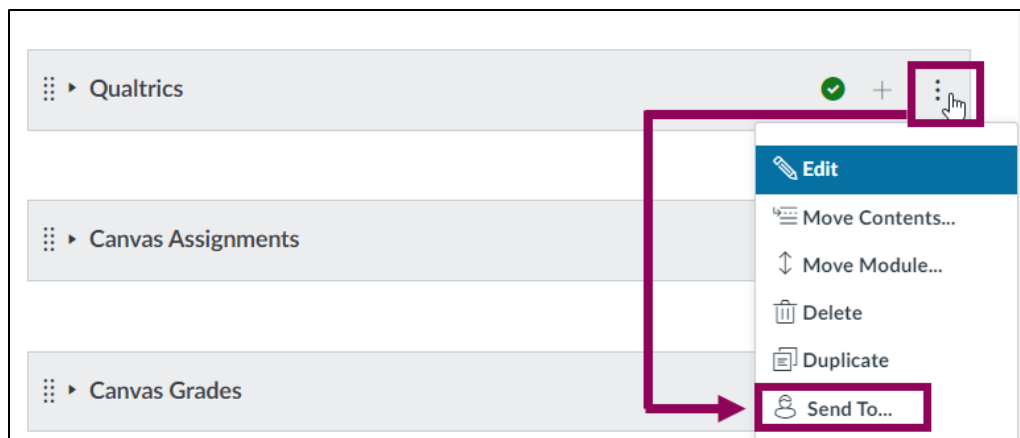 Qualtrics
Edit
Move Contents...
Canvas Assignments
Move Module...
Delete
Duplicate
Canvas Grades
Send To...